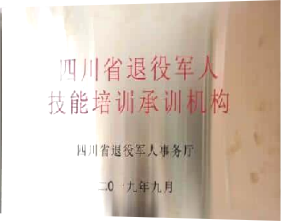 四川省退役军人
技能培训承训机构
四川省退役军人事务厅
二〇一九年九月